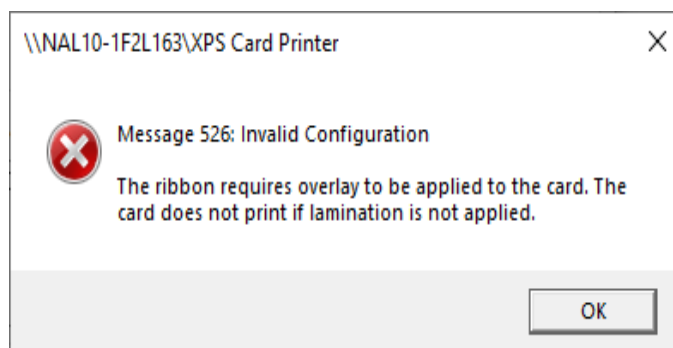 \\NAL10-1F2L163\XPS Card Printer
Message 526: Invalid Configuration
The ribbon requires overlay to be applied to the card. The
card does not print if lamination is not applied.
OK